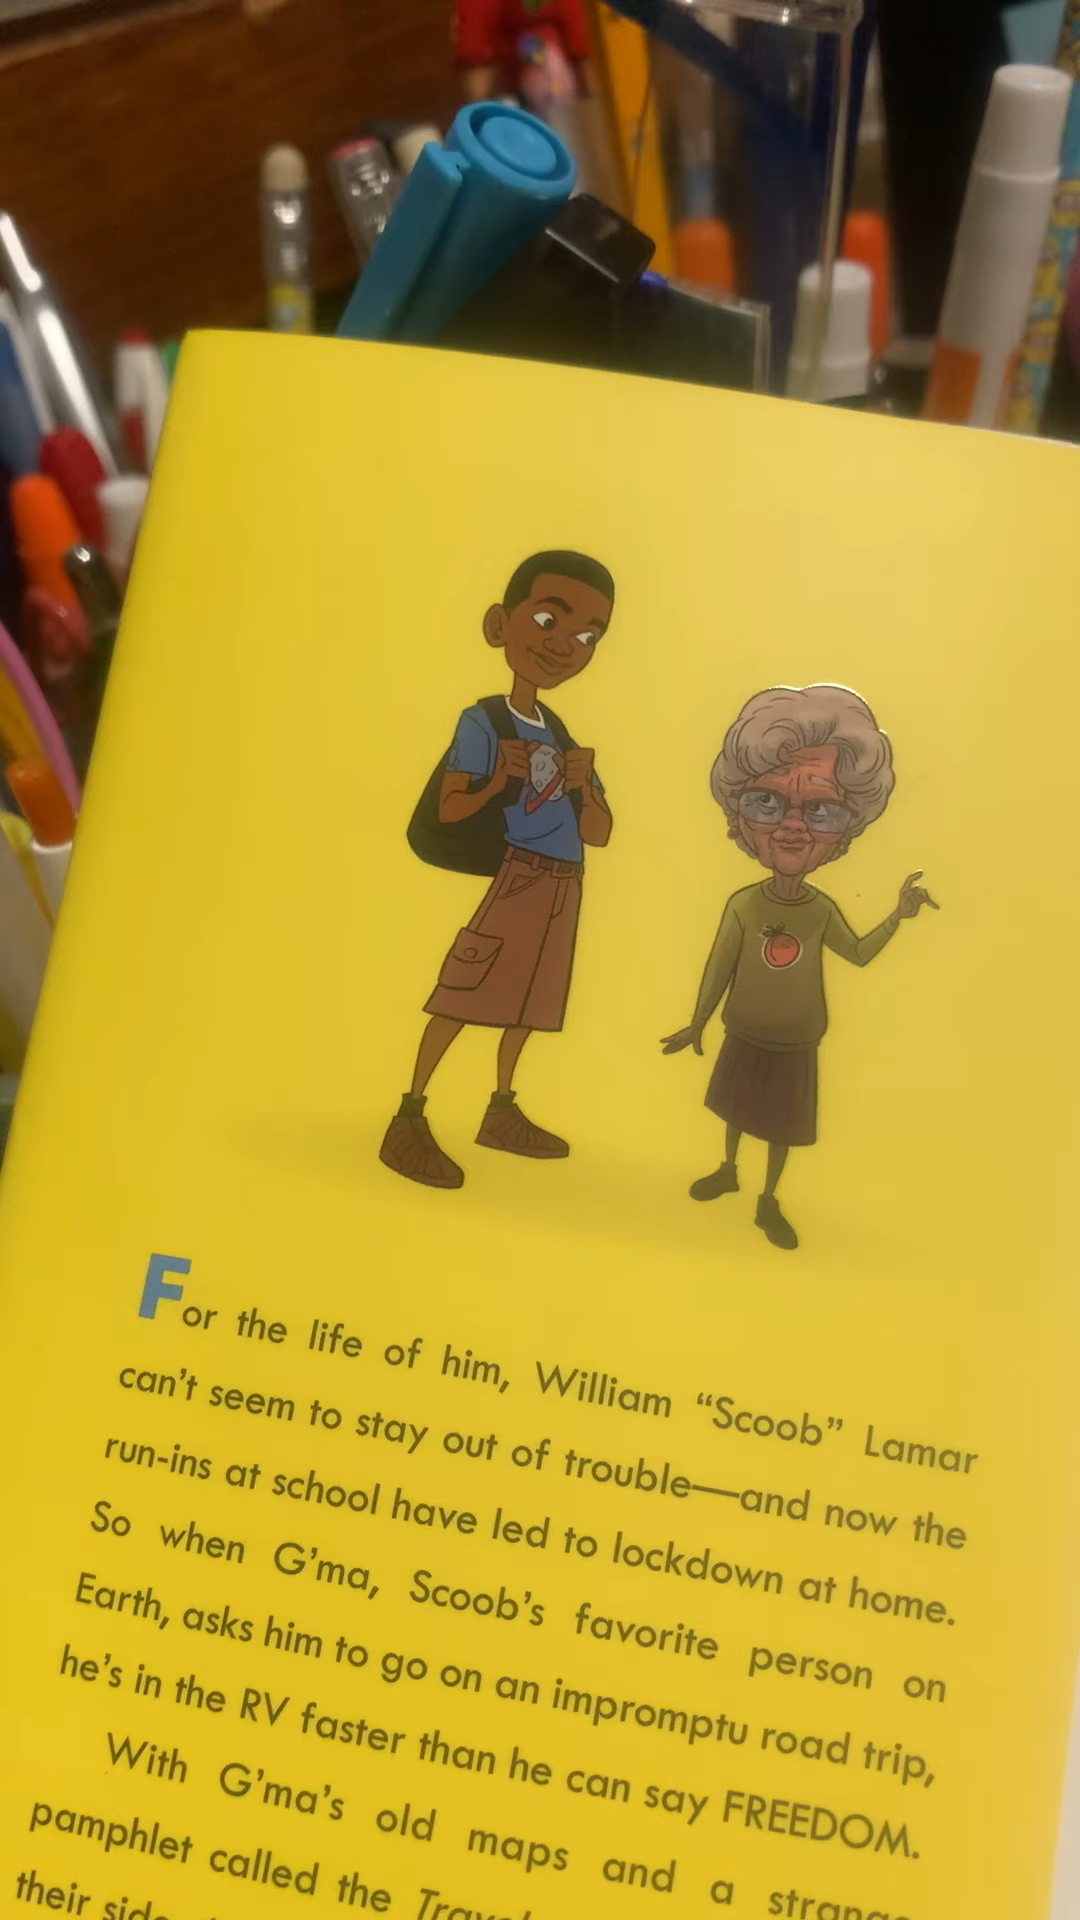 For the life of him, William “Scoob” Lamar
can’t seem to stay out of trouble—and now the
run-ins at school have led to lockdown at home.
So when G’ma, Scoob’s favorite person on
Earth, asks him to go on an impromptu road trip,
he’s in the RV faster than he can say FREEDOM.
With G’ma’s old maps and a strange
pamphlet called the
their